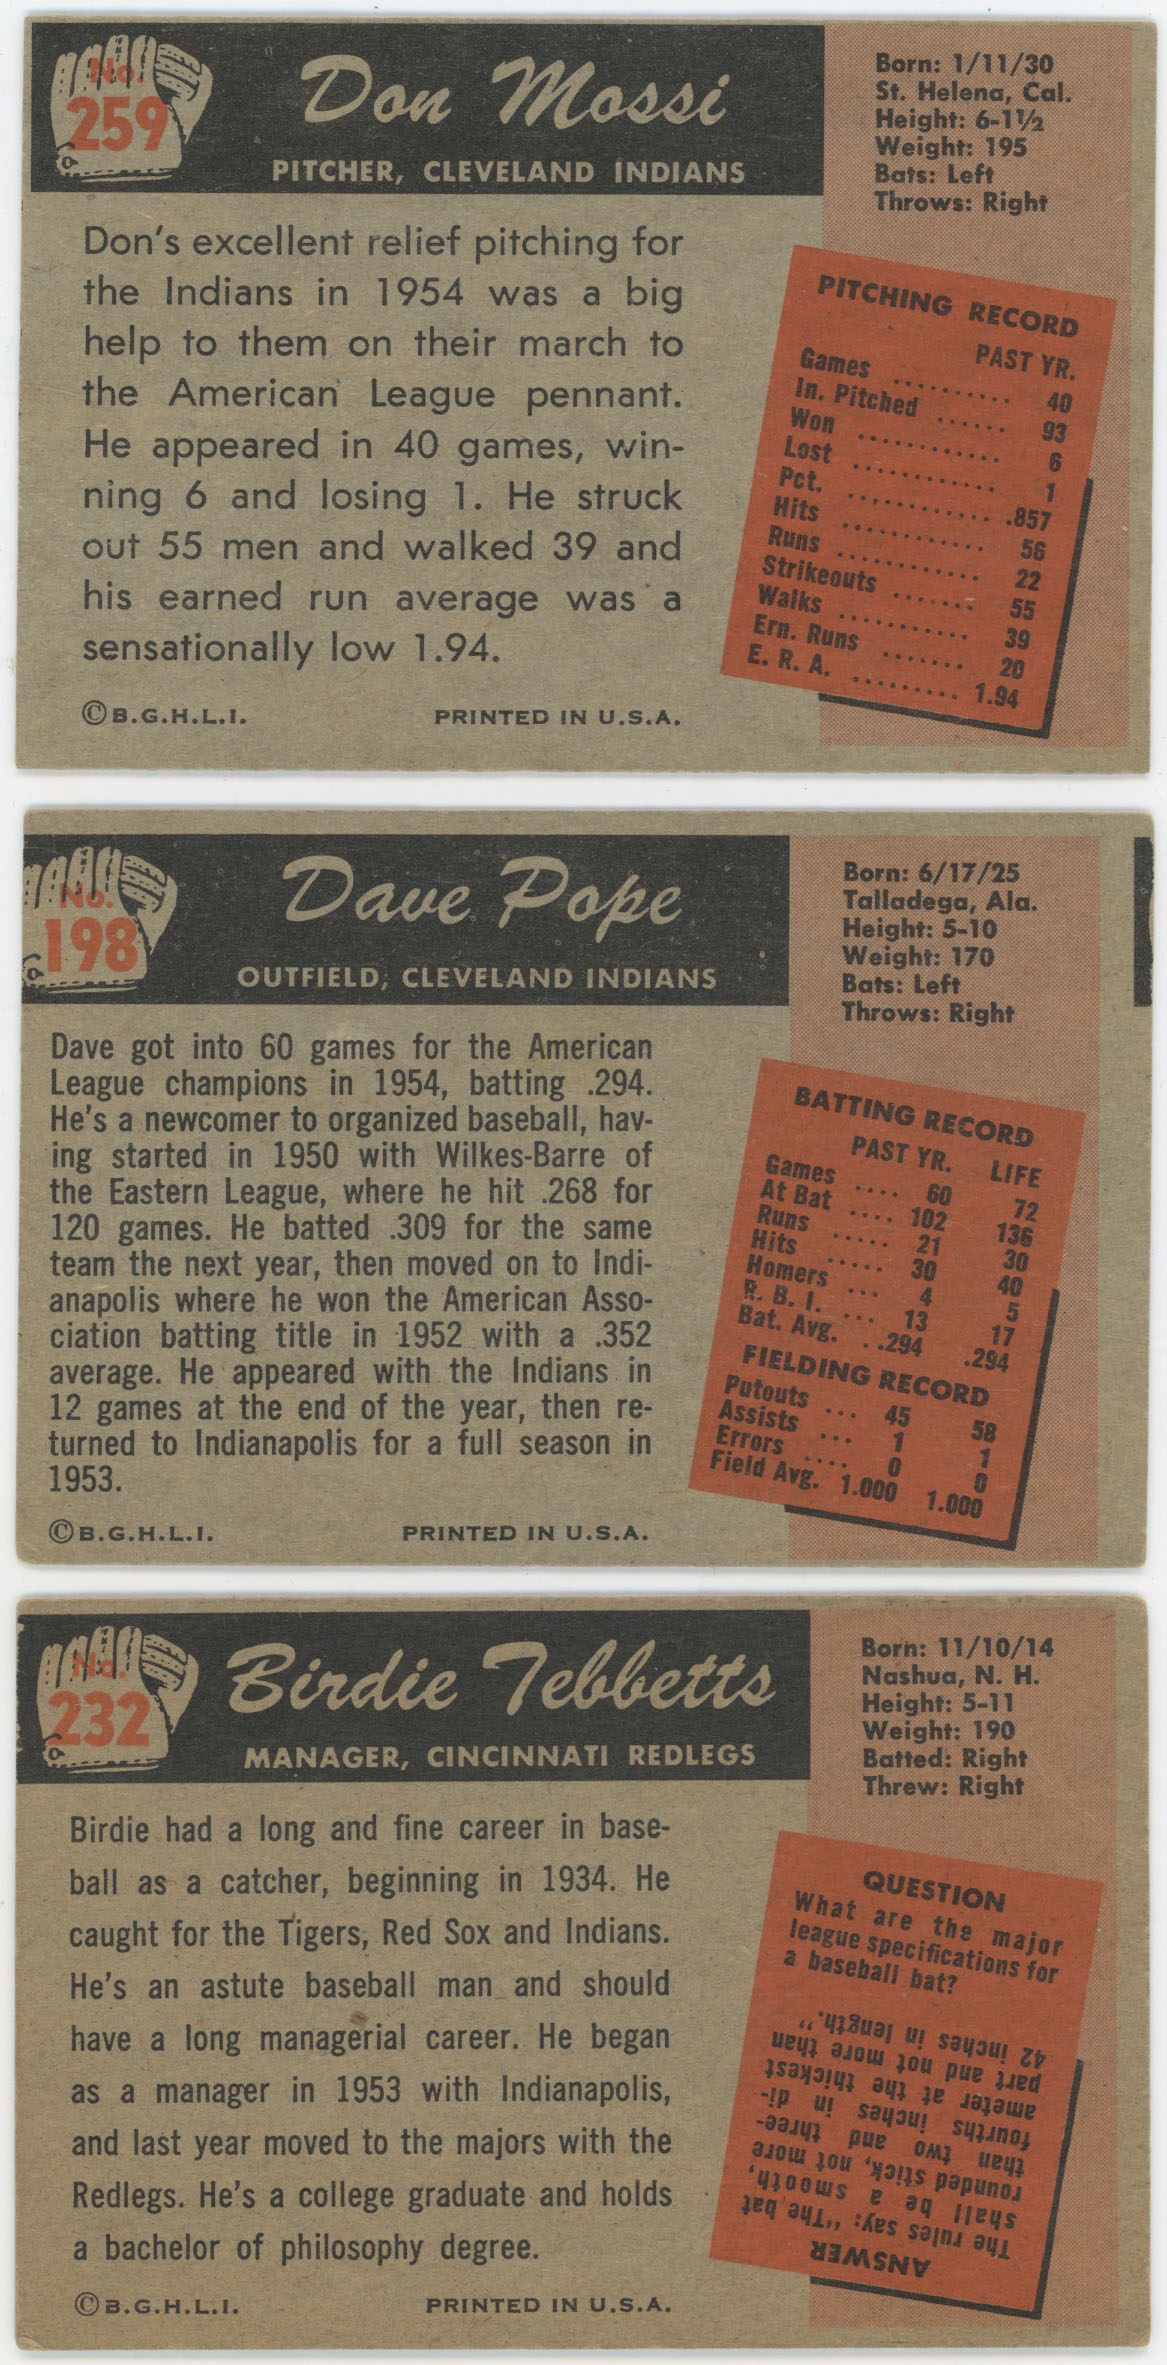 No.
259
Don Mossi
PITCHER, CLEVELAND INDIANS
Born: 1/11/30
St. Helena, Cal.
Height: 6-1½
Weight: 195
Bats: Left
Throws: Right
Don's excellent relief pitching for
the Indians in 1954 was a big
help to them on their march to
the American League pennant.
He appeared in 40 games, win-
ning 6 and losing 1. He struck
out 55 men and walked 39 and
his earned run average was a
sensationally low 1.94.
©B.G.H.L.I. PRINTED IN U.S.A.
PITCHING RECORD
PAST YR.
Games .......... 40
In. Pitched ...... 93
Won ............ 6
Lost ............ 1
Pct. ............ .857
Hits ............ 56
Runs ............ 22
Strikeouts ....... 55
Walks ........... 39
Ern. Runs ....... 20
E. R. A. ......... 1.94
No.
198
Dave Pope
OUTFIELD, CLEVELAND INDIANS
Born: 6/17/25
Talladega, Ala.
Height: 5-10
Weight: 170
Bats: Left
Throws: Right
Dave got into 60 games for the American
League champions in 1954, batting .294.
He's a newcomer to organized baseball, hav-
ing started in 1950 with Wilkes-Barre of
the Eastern League, where he hit .268 for
120 games. He batted .309 for the same
team the next year, then moved on to Indi-
anapolis where he won the American Asso-
ciation batting title in 1952 with a .352
average. He appeared with the Indians in
12 games at the end of the year, then re-
turned to Indianapolis for a full season in
1953.
©B.G.H.L.I. PRINTED IN U.S.A.
BATTING RECORD
PAST YR. LIFE
Games .... 60 72
At Bat .... 102 136
Runs ..... 21 30
Hits ..... 30 40
Homers ... 4 5
R. B. I. ... 13 17
Bat. Avg. . .294 .294
FIELDING RECORD
Putouts ... 45 58
Assists ... 1 1
Errors .... 0 0
Field Avg. 1.000 1.000
No.
232
Birdie Tebbetts
MANAGER, CINCINNATI REDLEGS
Born: 11/10/14
Nashua, N. H.
Height: 5-11
Weight: 190
Batted: Right
Threw: Right
Birdie had a long and fine career in base-
ball as a catcher, beginning in 1934. He
caught for the Tigers, Red Sox and Indians.
He's an astute baseball man and should
have a long managerial career. He began
as a manager in 1953 with Indianapolis,
and last year moved to the majors with the
Redlegs. He's a college graduate and holds
a bachelor of philosophy degree.
©B.G.H.L.I. PRINTED IN U.S.A.
QUESTION
What are the major
league specifications for
a baseball bat?
ANSWER
The rules say: "The bat
shall be a smooth,
rounded stick, not more
than two and three-
fourths inches in di-
ameter at the thickest
part and not more than
42 inches in length."